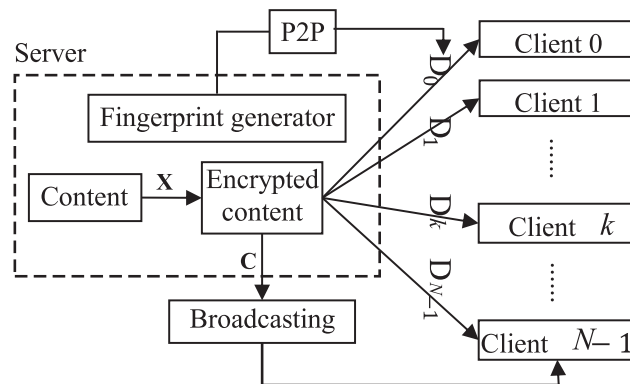 P2P
Server
Fingerprint generator
Content
X
Encrypted
content
C
Broadcasting
D0
D1
Dk
DN–1
Client 0
Client 1
......
Client k
......
Client N–1